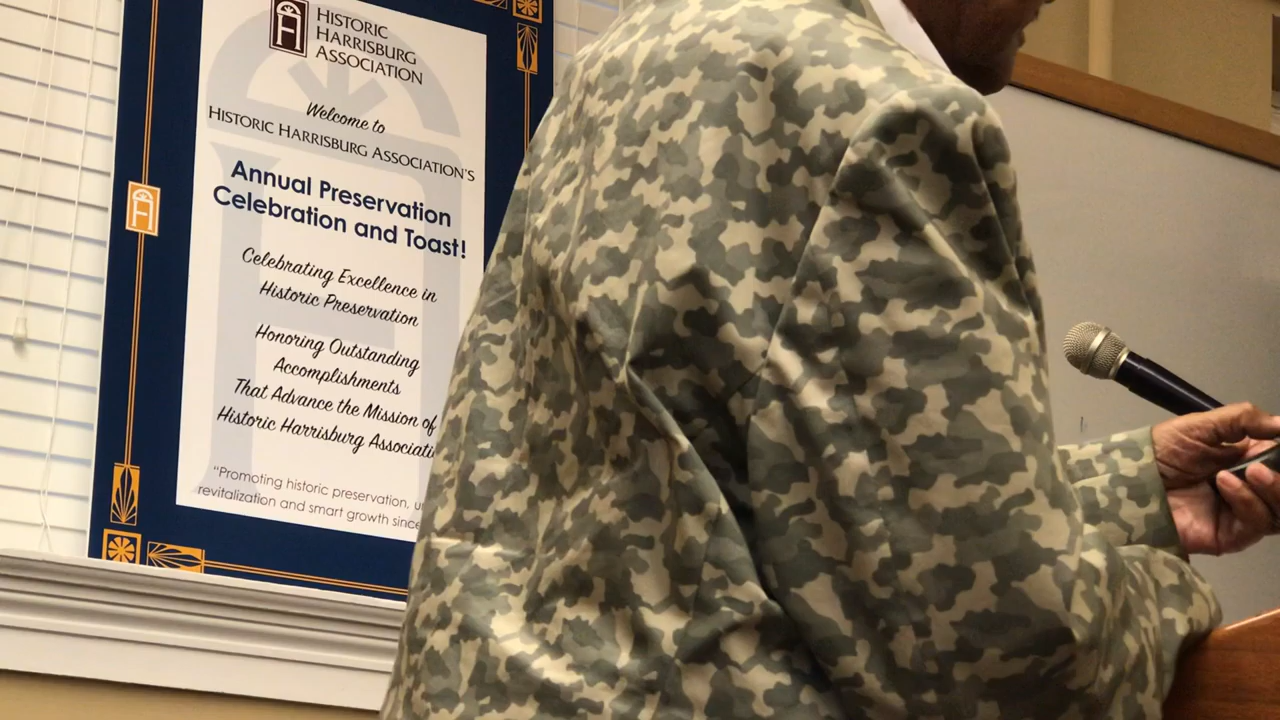 HISTORIC
HARRISBURG
ASSOCIATION
Welcome to
HISTORIC HARRISBURG ASSOCIATION'S
Annual Preservation
Celebration and Toast!
Celebrating Excellence in
Historic Preservation
Honoring Outstanding
Accomplishments
That Advance the Mission of
Historic Harrisburg Associati
"Promoting historic preservation, u
revitalization and smart growth since